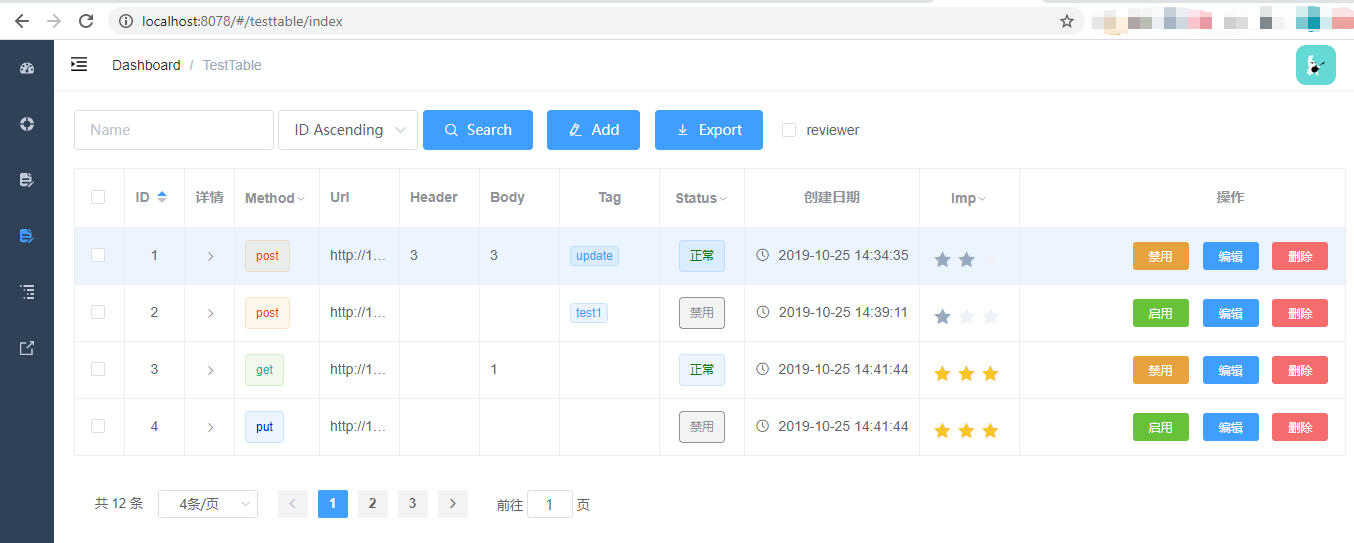 localhost:8078/#/testtable/index
Dashboard / TestTable
Name ID Ascending Search Add Export reviewer
ID 详情 Method Url Header Body Tag Status 创建日期 Imp 操作
1 post http://1... 3 3 update 正常 2019-10-25 14:34:35 禁用 编辑 删除
2 post http://1... test1 禁用 2019-10-25 14:39:11 启用 编辑 删除
3 get http://1... 1 正常 2019-10-25 14:41:44 禁用 编辑 删除
4 put http://1... 禁用 2019-10-25 14:41:44 启用 编辑 删除
共 12 条 4条/页 1 2 3 前往 1 页